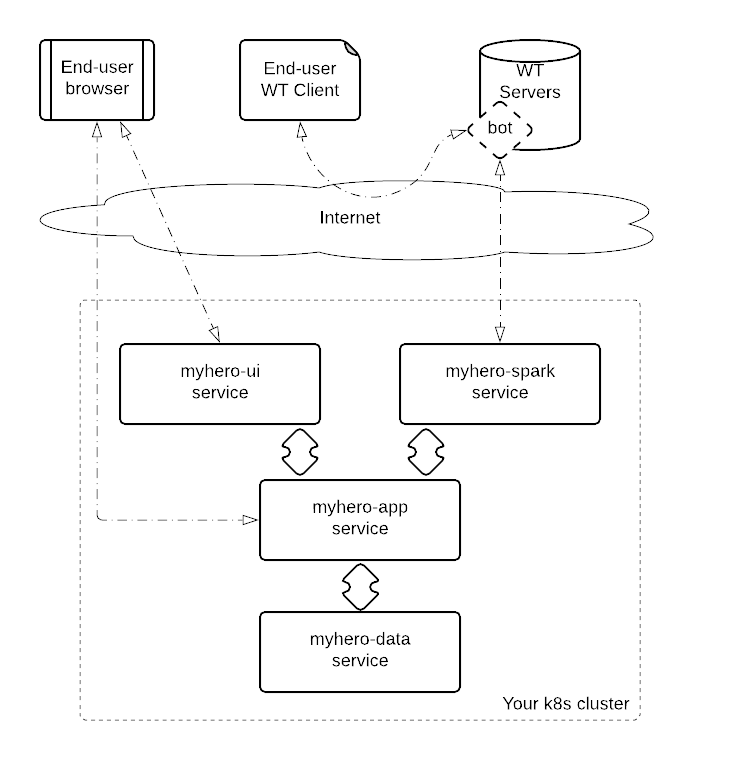 End-user
browser
End-user
WT Client
WT
Servers
bot
Internet
myhero-ui
service
myhero-spark
service
myhero-app
service
myhero-data
service
Your k8s cluster